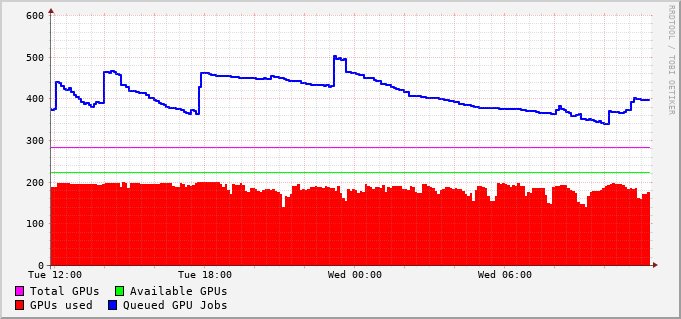 600
500
400
300
200
100
0
Tue 12:00 Tue 18:00 Wed 00:00 Wed 06:00
Total GPUs Available GPUs
GPUs used Queued GPU Jobs
RRDTOOL / TOBI OETIKER